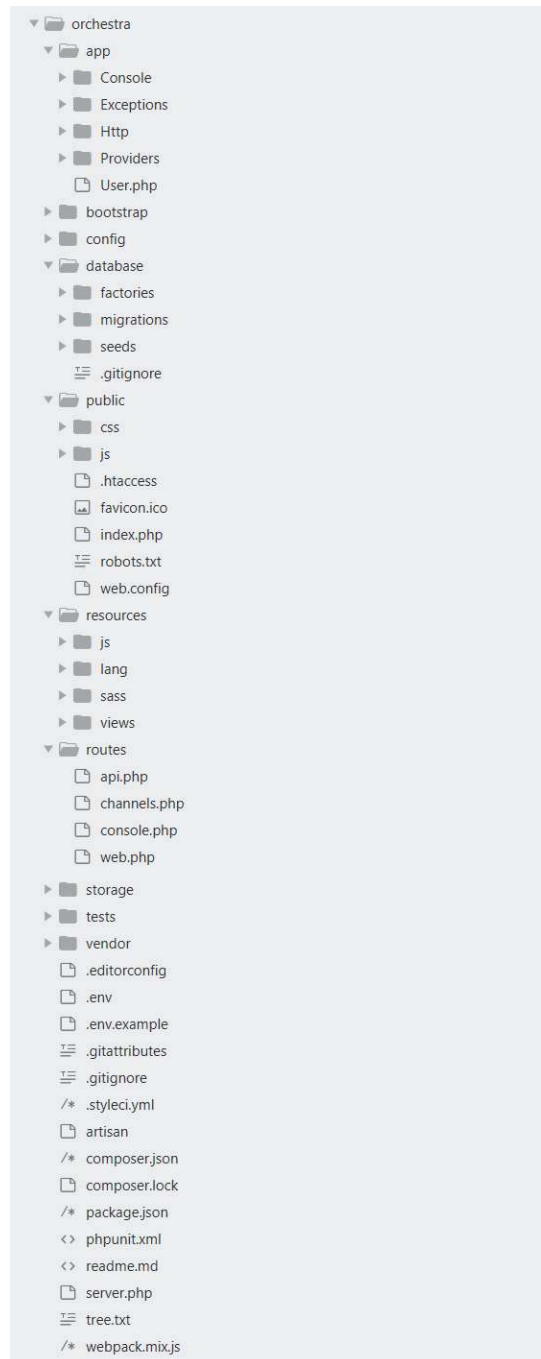 orchestra
app
Console
Exceptions
Http
Providers
User.php
bootstrap
config
database
factories
migrations
seeds
.gitignore
public
css
js
.htaccess
favicon.ico
index.php
robots.txt
web.config
resources
js
lang
sass
views
routes
api.php
channels.php
console.php
web.php
storage
tests
vendor
.editorconfig
.env
.env.example
.gitattributes
.gitignore
/* .styleci.yml
artisan
/* composer.json
composer.lock
/* package.json
<> phpunit.xml
<> readme.md
server.php
tree.txt
/* webpack.mix.js